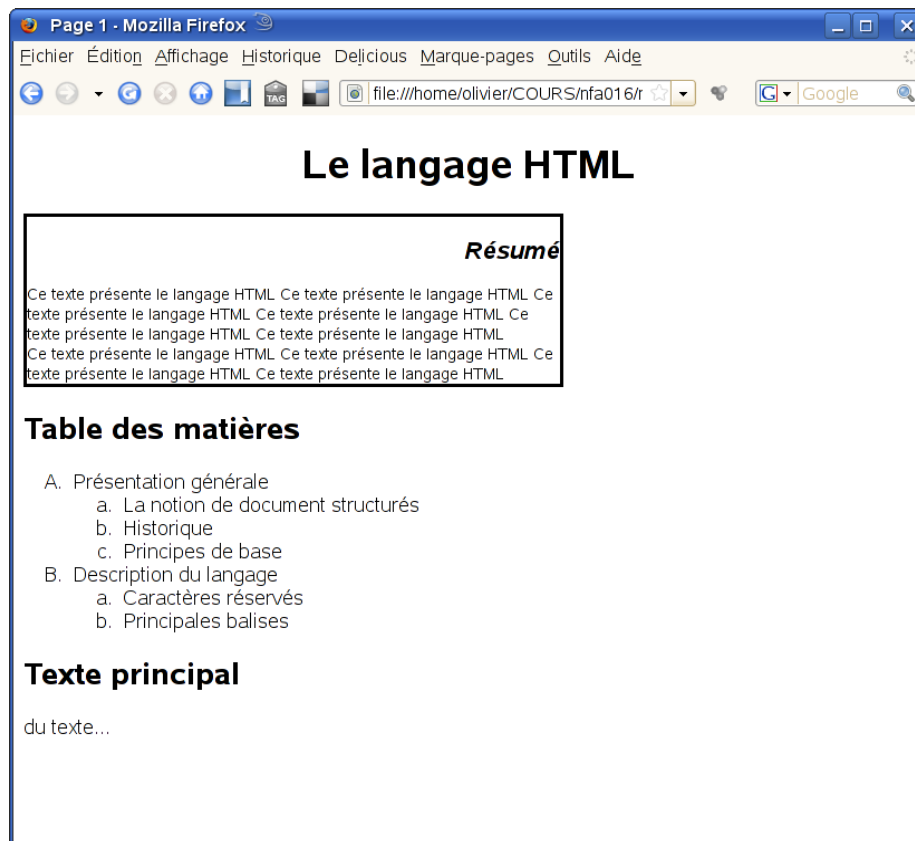 Page 1 - Mozilla Firefox
Fichier Édition Affichage Historique Delicious Marque-pages Outils Aide
TAG file:///home/olivier/COURS/nfa016/r G Google
Le langage HTML
Résumé
Ce texte présente le langage HTML Ce texte présente le langage HTML Ce
texte présente le langage HTML Ce texte présente le langage HTML Ce
texte présente le langage HTML Ce texte présente le langage HTML
Ce texte présente le langage HTML Ce texte présente le langage HTML Ce
texte présente le langage HTML Ce texte présente le langage HTML
Table des matières
A. Présentation générale
a. La notion de document structurés
b. Historique
c. Principes de base
B. Description du langage
a. Caractères réservés
b. Principales balises
Texte principal
du texte...